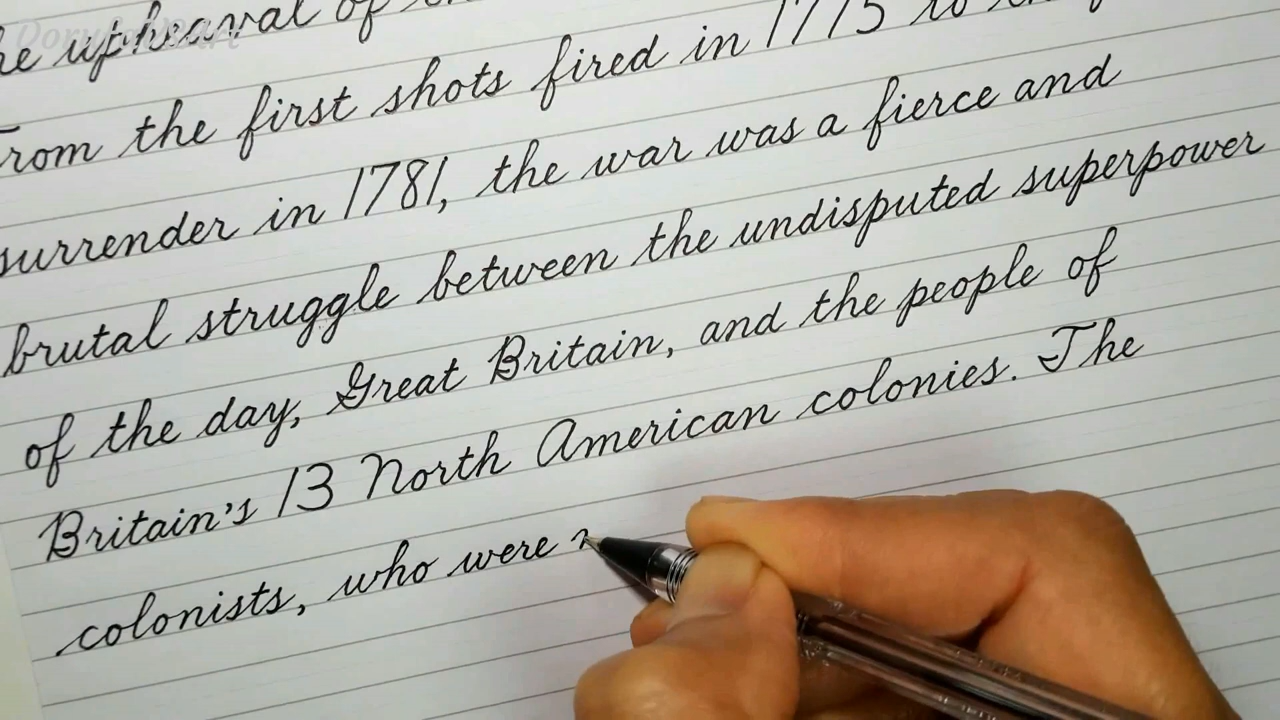 he upheaval of
From the first shots fired in 1775 to
surrender in 1781, the war was a fierce and
brutal struggle between the undisputed superpower
of the day, Great Britain, and the people of
Britain's 13 North American colonies. The
colonists, who were